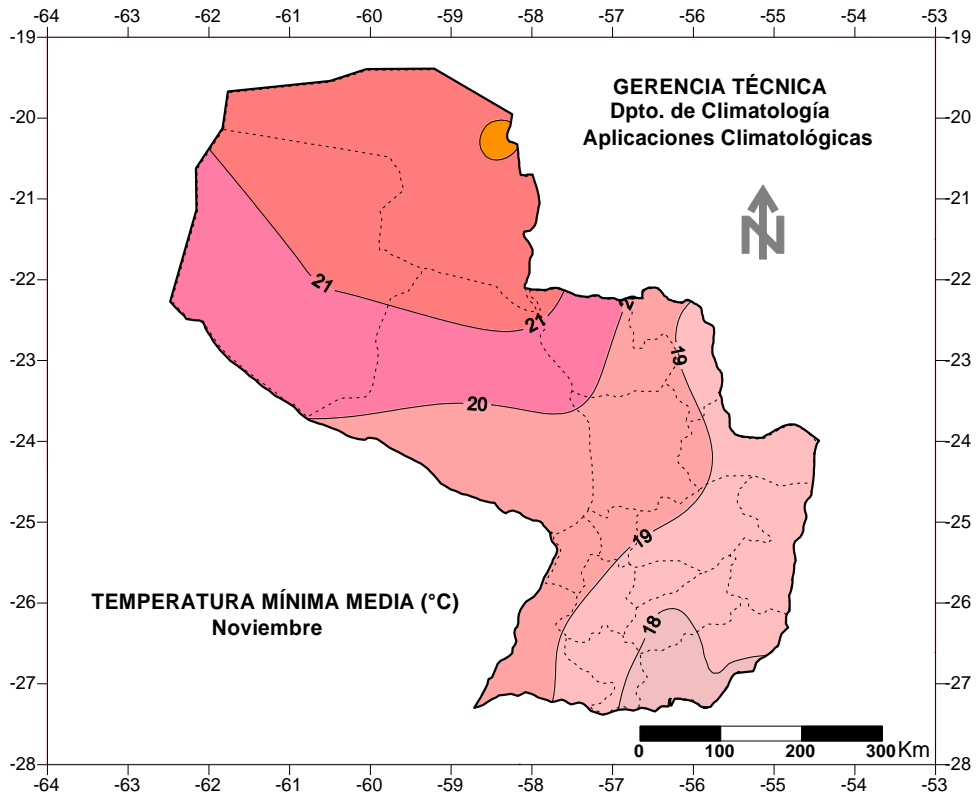 -64 -63 -62 -61 -60 -59 -58 -57 -56 -55 -54 -53
-19 -19
GERENCIA TÉCNICA
Dpto. de Climatología
Aplicaciones Climatológicas
-20 -20
-21 -21
N
-22 -22
21
21
-23 -23
19
20
-24 -24
-25 -25
19
TEMPERATURA MÍNIMA MEDIA (°C)
Noviembre
-26 -26
18
-27 -27
0 100 200 300 Km
-28 -28
-64 -63 -62 -61 -60 -59 -58 -57 -56 -55 -54 -53